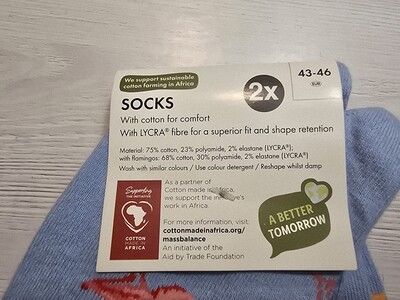 We support sustainable
cotton farming in Africa
2x
43-46
EUR
SOCKS
With cotton for comfort
With LYCRA® fibre for a superior fit and shape retention
Material: 75% cotton, 23% polyamide, 2% elastane (LYCRA®);
with flamingos: 68% cotton, 30% polyamide, 2% elastane (LYCRA®)
Wash with similar colours / Use colour detergent / Reshape whilst damp
Supporting
THE INITIATIVE
COTTON
MADE IN
AFRICA
As a partner of
Cotton made in Africa,
we support the
work in Africa.
For more information, visit:
cottonmadeinafrica.org/
massbalance
An initiative of the
Aid by Trade Foundation
A BETTER
TOMORROW